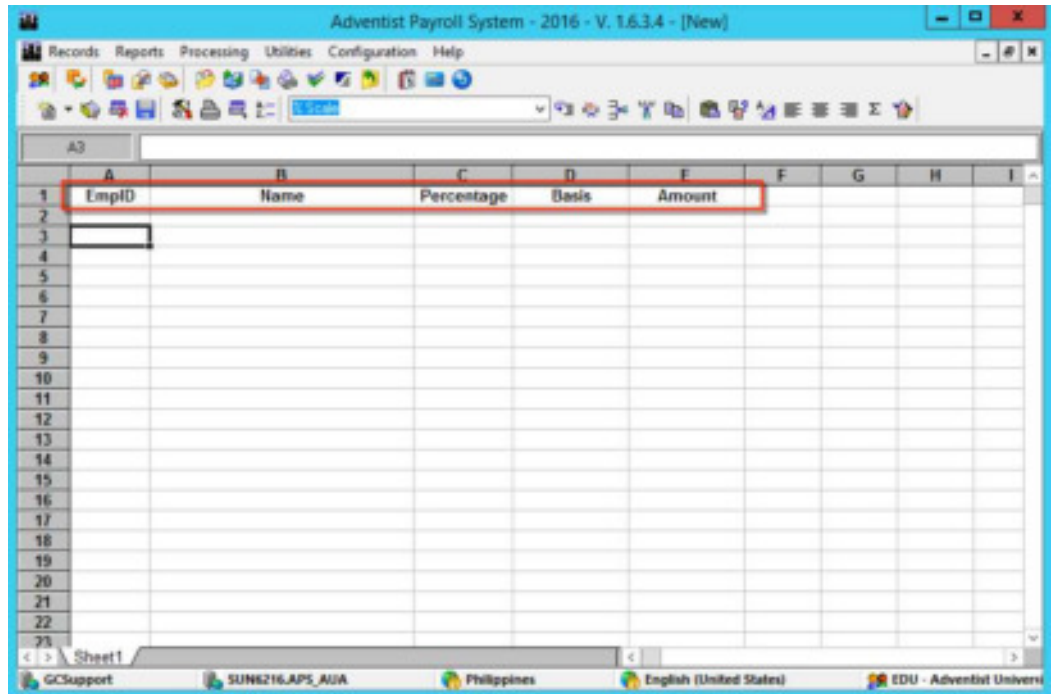 Adventist Payroll System - 2016 - V. 1.6.3.4 - [New]
Records Reports Processing Utilities Configuration Help
% Scale
A3
A B C D E F G H I
1 EmpID Name Percentage Basis Amount
2
3
4
5
6
7
8
9
10
11
12
13
14
15
16
17
18
19
20
21
22
23
Sheet1
GCSupport SUN6216.APS_AUA Philippines English (United States) EDU - Adventist Univers